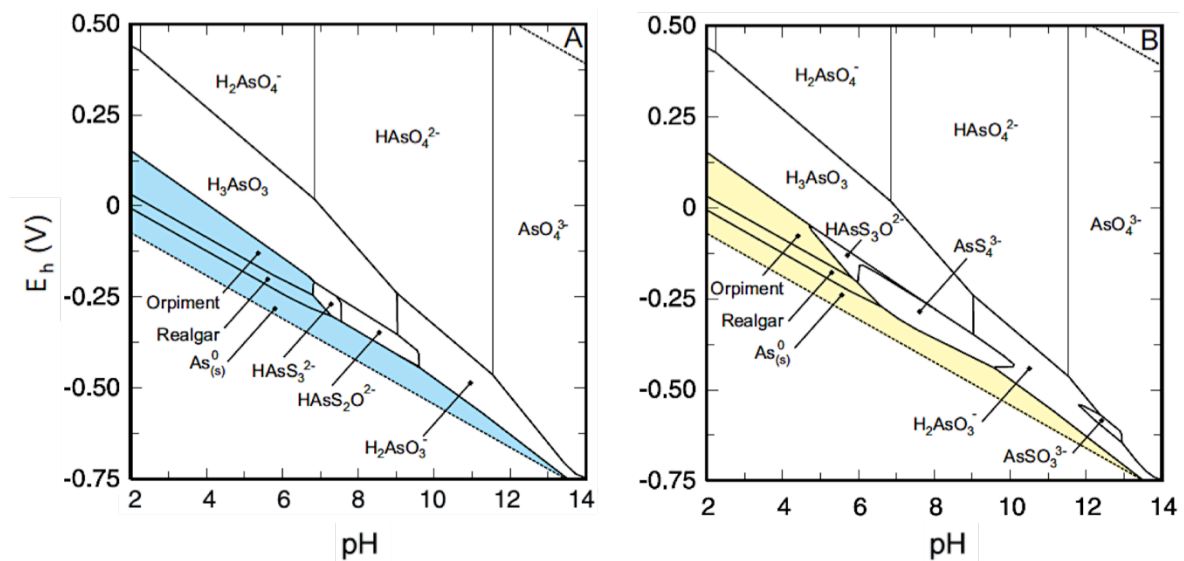 A
0.50
0.25
0
-0.25
-0.50
-0.75
E h (V)
H₂AsO₄⁻
HAsO₄²⁻
H₃AsO₃
AsO₄³⁻
Orpiment
Realgar
As⁰(s)
HAsS₃²⁻
HAsS₂O²⁻
H₂AsO₃⁻
2 4 6 8 10 12 14
pH
B
0.50
0.25
0
-0.25
-0.50
-0.75
H₂AsO₄⁻
HAsO₄²⁻
H₃AsO₃
HAsS₃O²⁻
AsO₄³⁻
AsS₄³⁻
Orpiment
Realgar
As⁰(s)
H₂AsO₃⁻
AsSO₃³⁻
2 4 6 8 10 12 14
pH